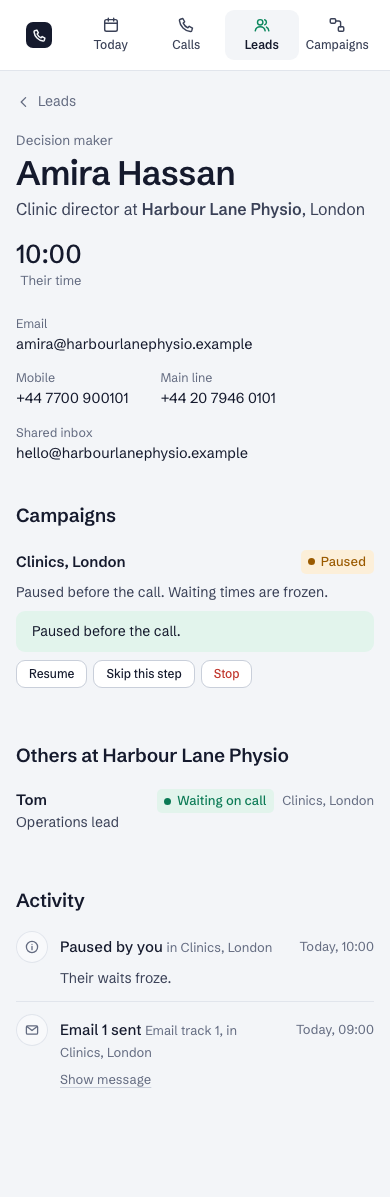 Today
Calls
Leads
Campaigns
Leads
Decision maker
Amira Hassan
Clinic director at Harbour Lane Physio, London
10:00
Their time
Email
amira@harbourlanephysio.example
Mobile
+44 7700 900101
Main line
+44 20 7946 0101
Shared inbox
hello@harbourlanephysio.example
Campaigns
Clinics, London
Paused
Paused before the call. Waiting times are frozen.
Paused before the call.
Resume
Skip this step
Stop
Others at Harbour Lane Physio
Tom
Waiting on call
Clinics, London
Operations lead
Activity
Paused by you in Clinics, London
Today, 10:00
Their waits froze.
Email 1 sent Email track 1, in
Clinics, London
Today, 09:00
Show message